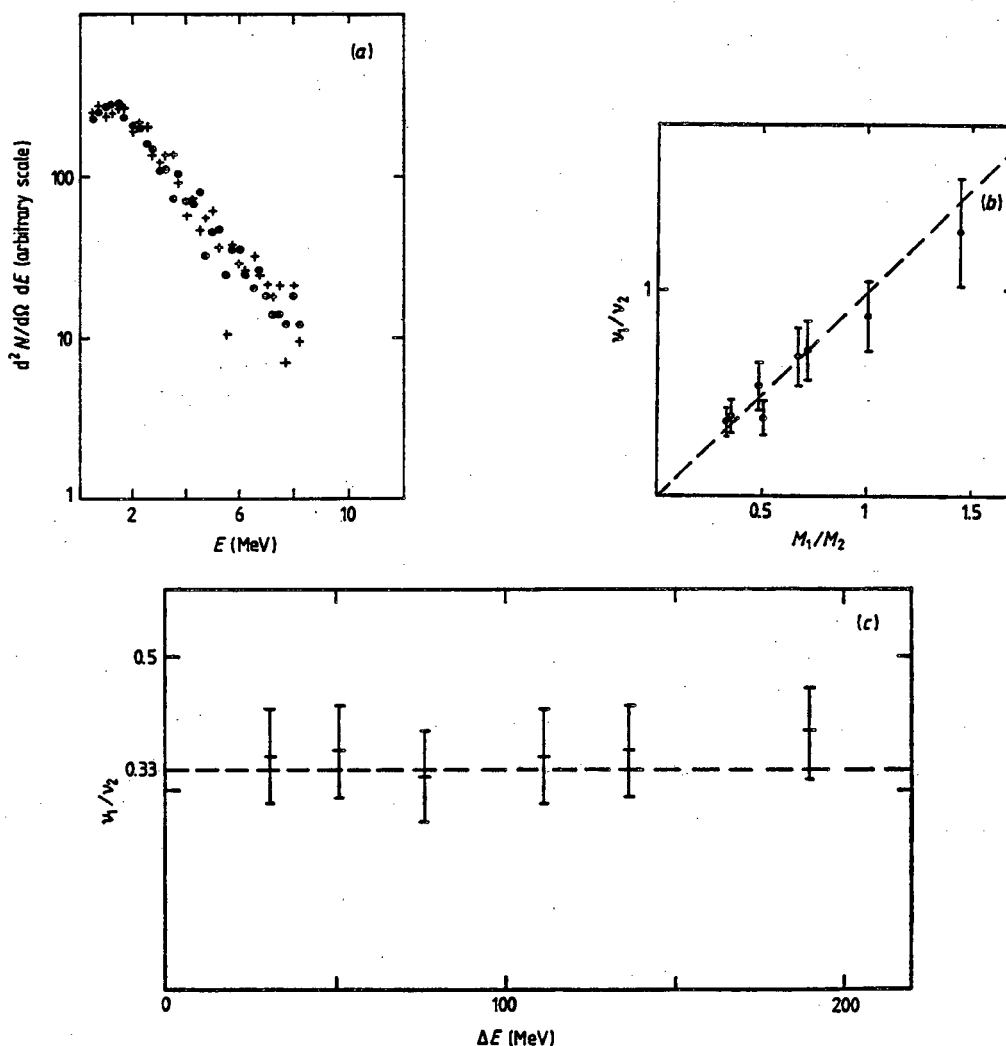 (a)
100
10
1
2
6
10
d²N/dΩ dE (arbitrary scale)
E (MeV)
(b)
1
0.5
1
1.5
ν₁/ν₂
M₁/M₂
(c)
0.5
0.33
0
100
200
ν₁/ν₂
ΔE (MeV)